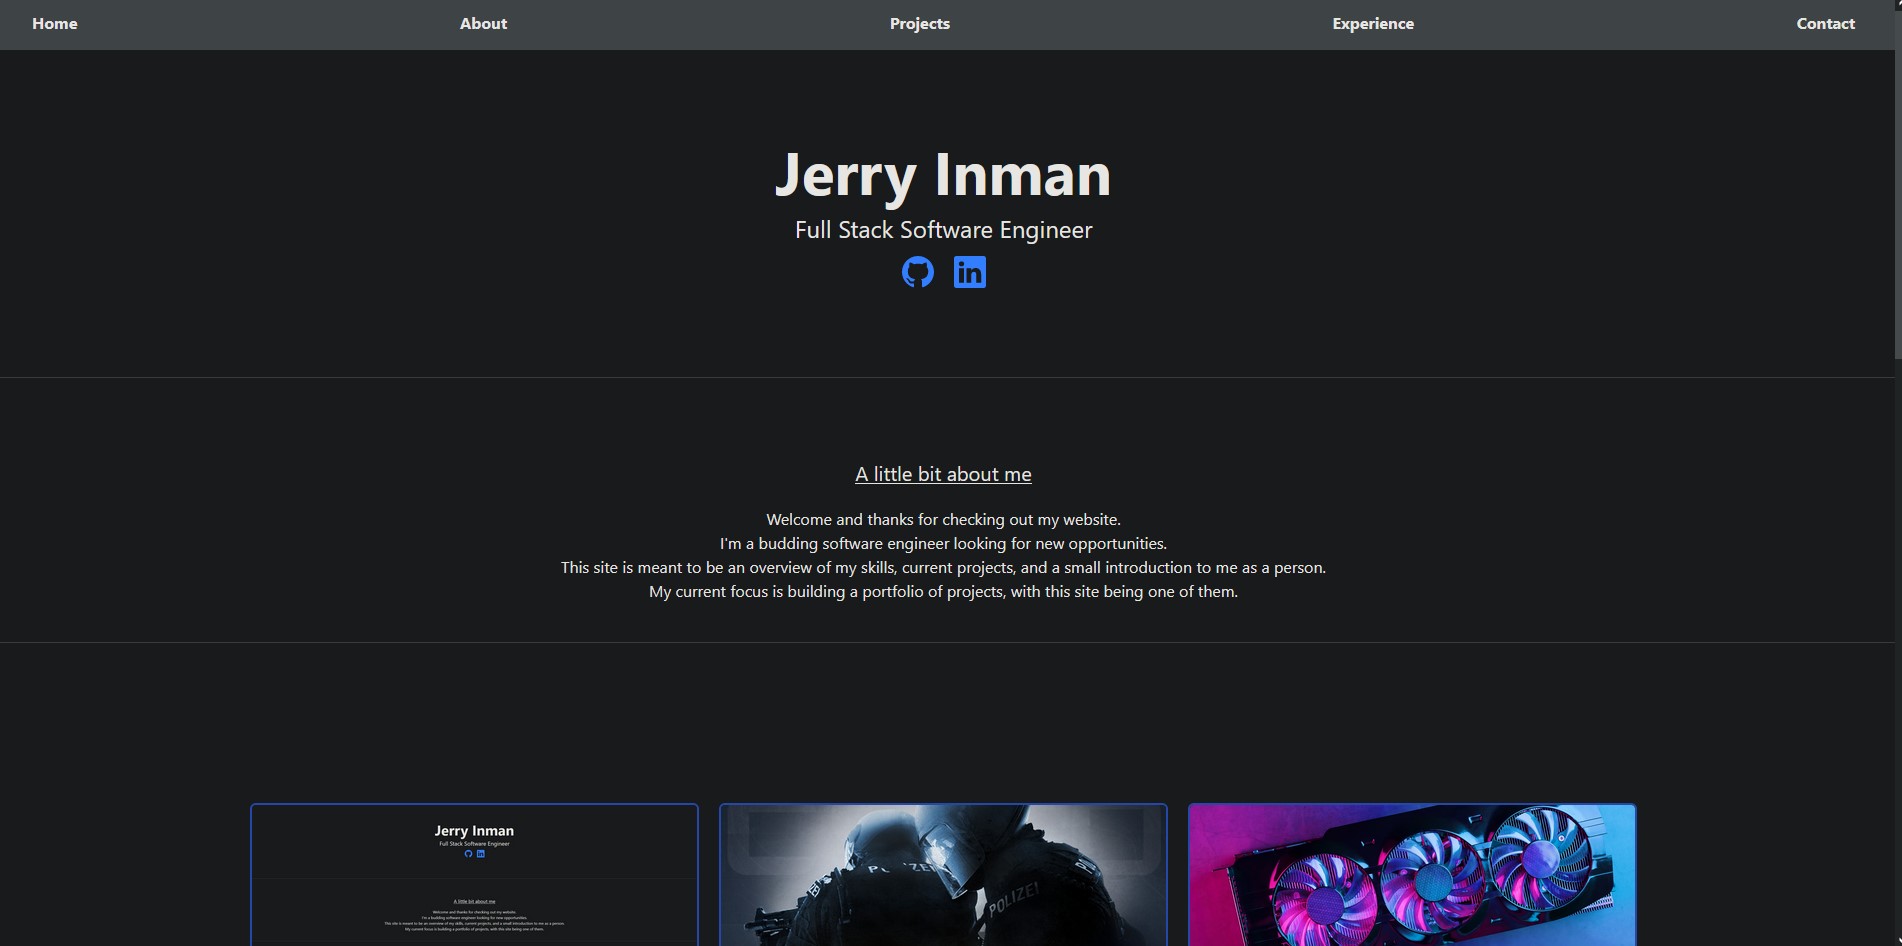 Home About Projects Experience Contact
Jerry Inman
Full Stack Software Engineer
in
A little bit about me
Welcome and thanks for checking out my website.
I'm a budding software engineer looking for new opportunities.
This site is meant to be an overview of my skills, current projects, and a small introduction to me as a person.
My current focus is building a portfolio of projects, with this site being one of them.
Jerry Inman
Full Stack Software Engineer
A little bit about me
Welcome and thanks for checking out my website.
I'm a budding software engineer looking for new opportunities.
This site is meant to be an overview of my skills, current projects, and a small introduction to me as a person.
My current focus is building a portfolio of projects, with this site being one of them.
POLIZEI